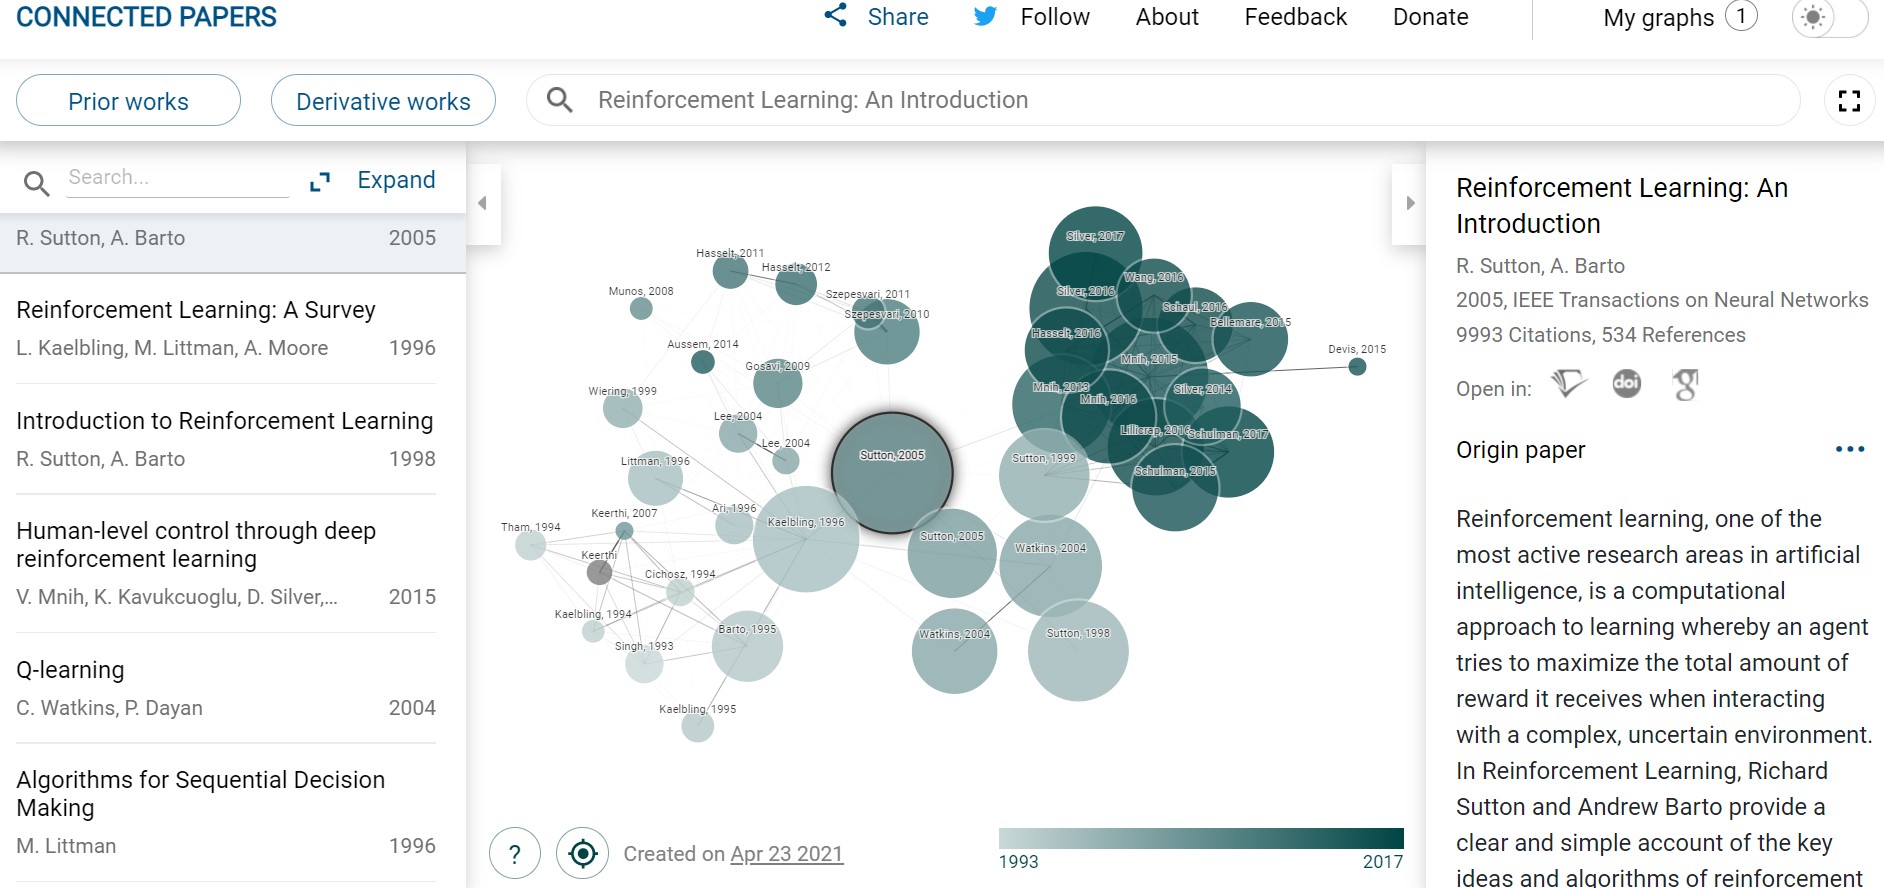 CONNECTED PAPERS
Share
Follow
About
Feedback
Donate
My graphs 1
Prior works
Derivative works
Reinforcement Learning: An Introduction
Search...
Expand
R. Sutton, A. Barto 2005
Reinforcement Learning: A Survey
L. Kaelbling, M. Littman, A. Moore 1996
Introduction to Reinforcement Learning
R. Sutton, A. Barto 1998
Human-level control through deep
reinforcement learning
V. Mnih, K. Kavukcuoglu, D. Silver,... 2015
Q-learning
C. Watkins, P. Dayan 2004
Algorithms for Sequential Decision
Making
M. Littman 1996
Silver, 2017
Hasselt, 2011
Hasselt, 2012
Wang, 2016
Munos, 2008
Szepesvari, 2011
Silver, 2016
Schaul, 2016
Szepesvari, 2010
Bellemare, 2015
Hasselt, 2016
Aussem, 2014
Devis, 2015
Mnih, 2015
Gosavi, 2009
Wiering, 1999
Mnih, 2013
Silver, 2014
Mnih, 2016
Lee, 2004
Lillicrap, 2016
Schulman, 2017
Lee, 2004
Sutton, 2005
Sutton, 1999
Littman, 1996
Schulman, 2015
Ari, 1996
Keerthi, 2007
Kaelbling, 1996
Tham, 1994
Sutton, 2005
Watkins, 2004
Keerthi
Cichosz, 1994
Kaelbling, 1994
Barto, 1995
Watkins, 2004
Sutton, 1998
Singh, 1993
Kaelbling, 1995
?
Created on Apr 23 2021
1993
2017
Reinforcement Learning: An
Introduction
R. Sutton, A. Barto
2005, IEEE Transactions on Neural Networks
9993 Citations, 534 References
Open in:
doi
g
Origin paper
Reinforcement learning, one of the
most active research areas in artificial
intelligence, is a computational
approach to learning whereby an agent
tries to maximize the total amount of
reward it receives when interacting
with a complex, uncertain environment.
In Reinforcement Learning, Richard
Sutton and Andrew Barto provide a
clear and simple account of the key
ideas and algorithms of reinforcement